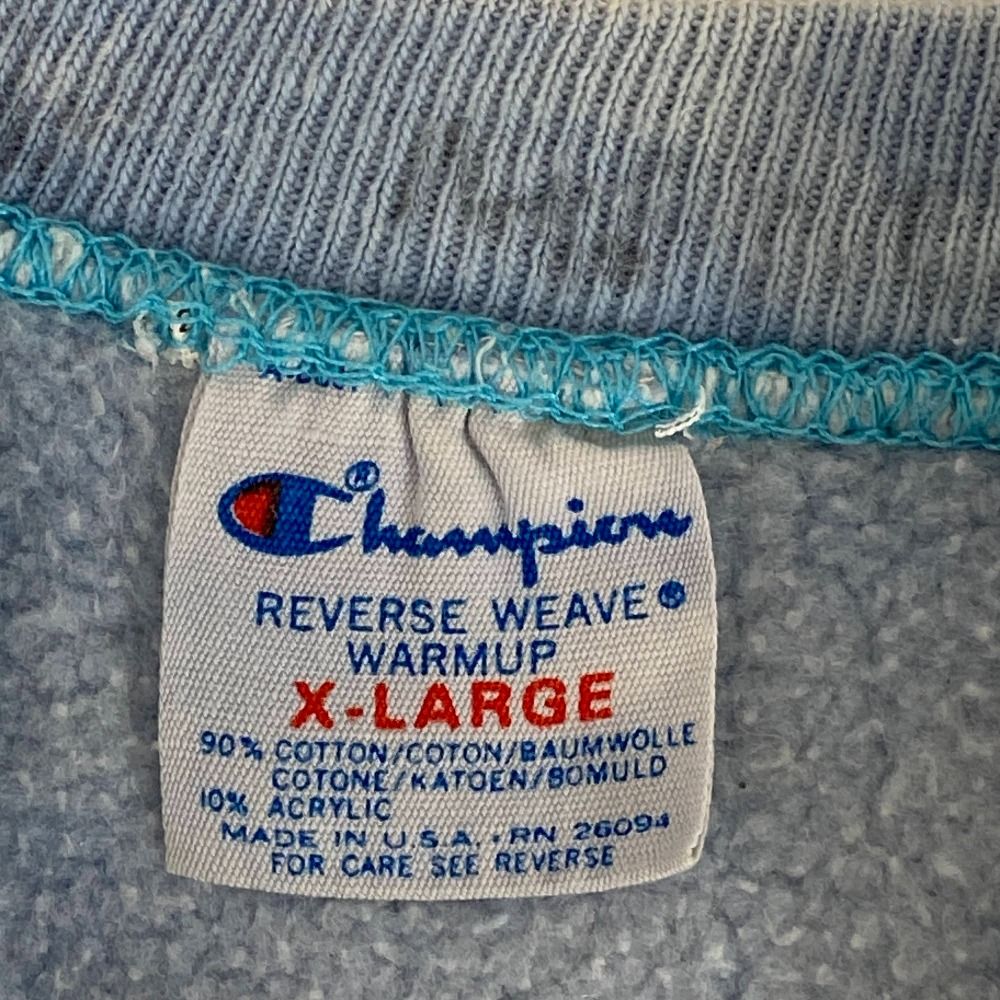 Champion®
REVERSE WEAVE®
WARMUP
X-LARGE
90% COTTON/COTON/BAUMWOLLE
COTONE/KATOEN/BOMULD
10% ACRYLIC
MADE IN U.S.A. · RN 26094
FOR CARE SEE REVERSE